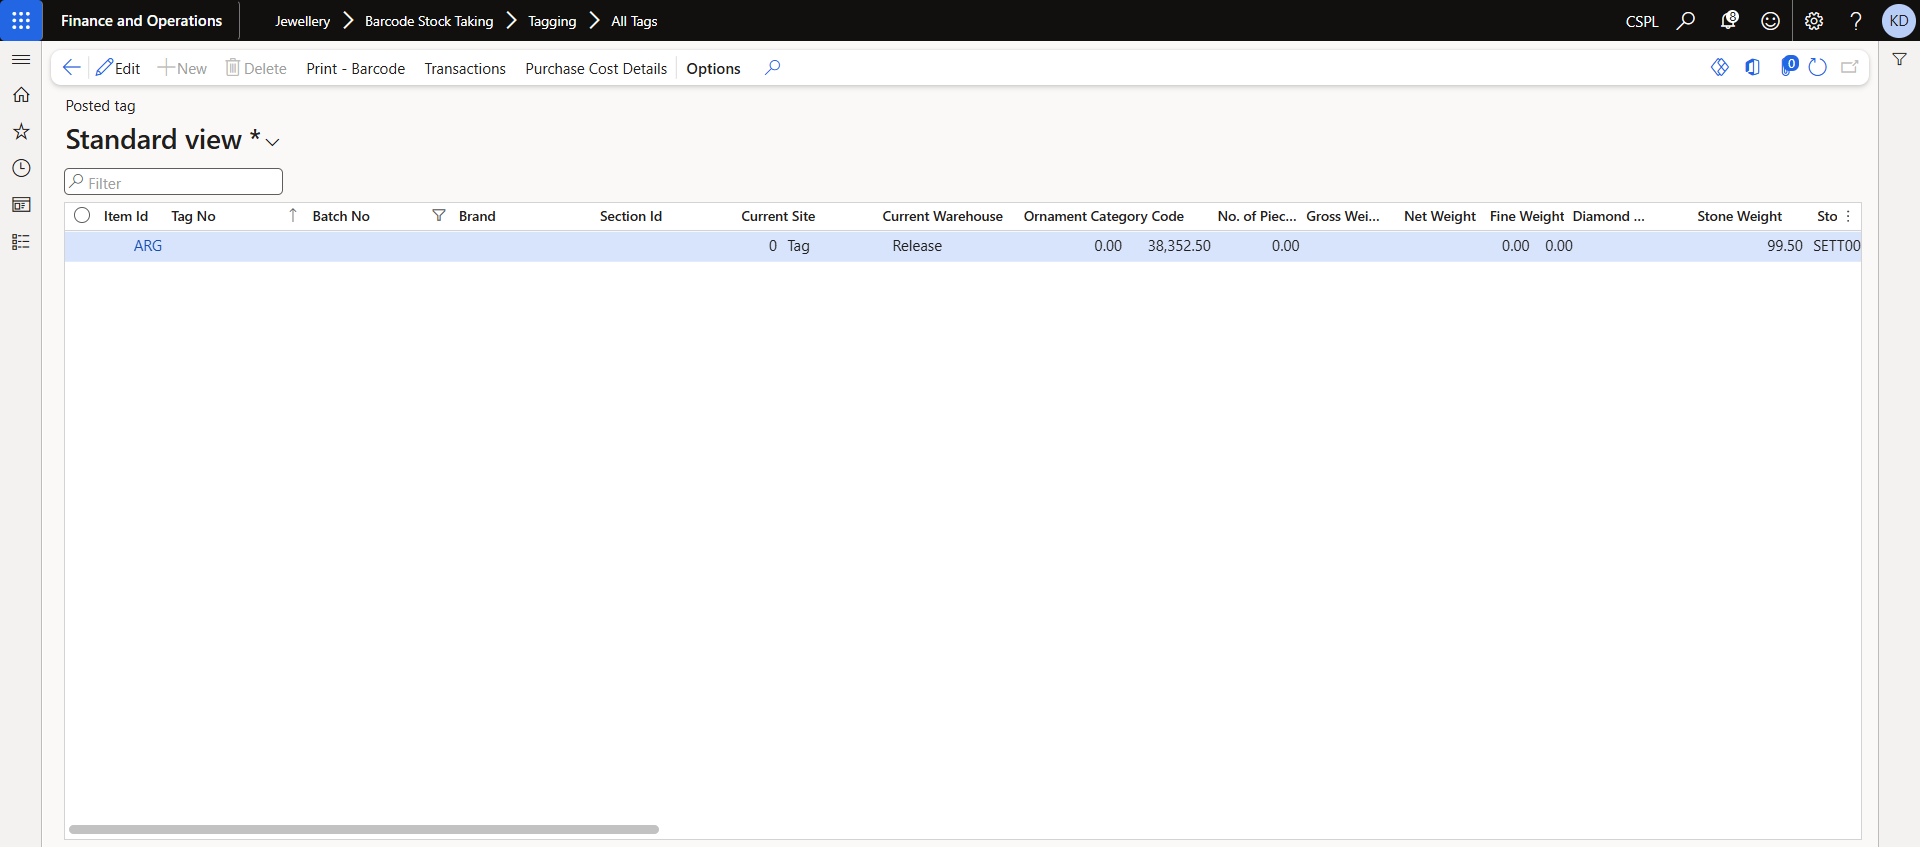 Finance and Operations Jewellery Barcode Stock Taking Tagging All Tags CSPL 8 KD
Edit New Delete Print - Barcode Transactions Purchase Cost Details Options 0
Posted tag
Standard view *
Filter
Item Id Tag No Batch No Brand Section Id Current Site Current Warehouse Ornament Category Code No. of Piec... Gross Wei... Net Weight Fine Weight Diamond ... Stone Weight Sto
ARG 0 Tag Release 0.00 38,352.50 0.00 0.00 0.00 99.50 SETT00